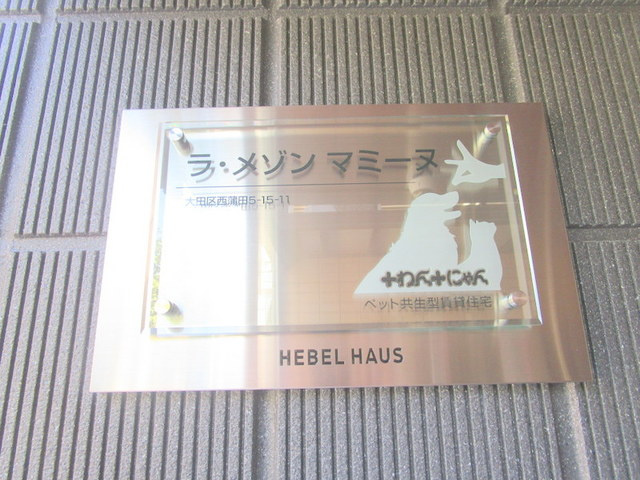 ラ・メゾン マミーヌ
大田区西蒲田5-15-11
+わん+にゃん
ペット共生型賃貸住宅
HEBEL HAUS